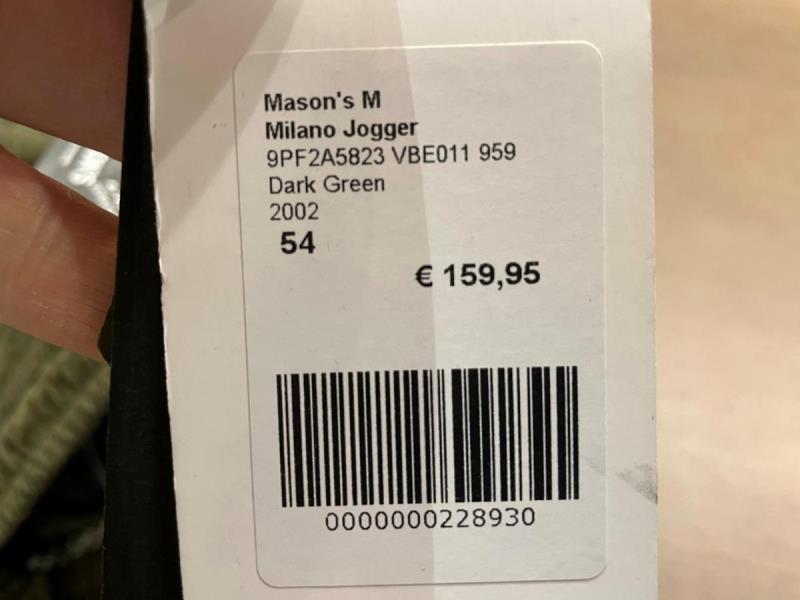 Mason's M
Milano Jogger
9PF2A5823 VBE011 959
Dark Green
2002
54
€ 159,95
0000000228930